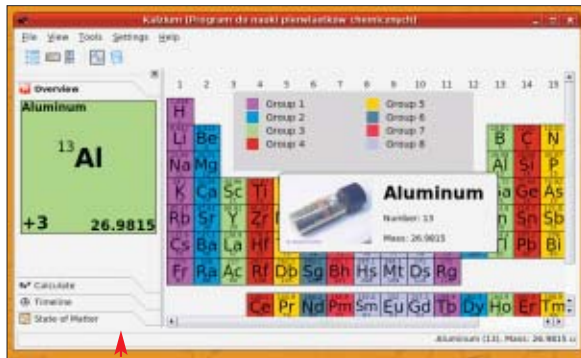 Kalzium (Program do nauki pierwiastków chemicznych)
File View Tools Settings Help
Overview
Aluminum
13
Al
+3 26.9815
Calculate
Timeline
State of Matter
1 2 3 4 5 6 7 8 9 10 11 12 13 14 15
Group 1
Group 2
Group 3
Group 4
Group 5
Group 6
Group 7
Group 8
H
Li Be B C N
Na Mg Al Si P
K Ca Sc Ti Ga Ge As
Rb Sr Y Zr Sn Sb
Cs Ba La Hf Tl Pb Bi
Fr Ra Ac Rf Db Sg Bh Hs Mt Ds Rg
Ce Pr Nd Pm Sm Eu Gd Tb Dy Ho Er Tm
Aluminum
Number: 13
Mass: 26.9815
Aluminum (13), Mass: 26.9815 u